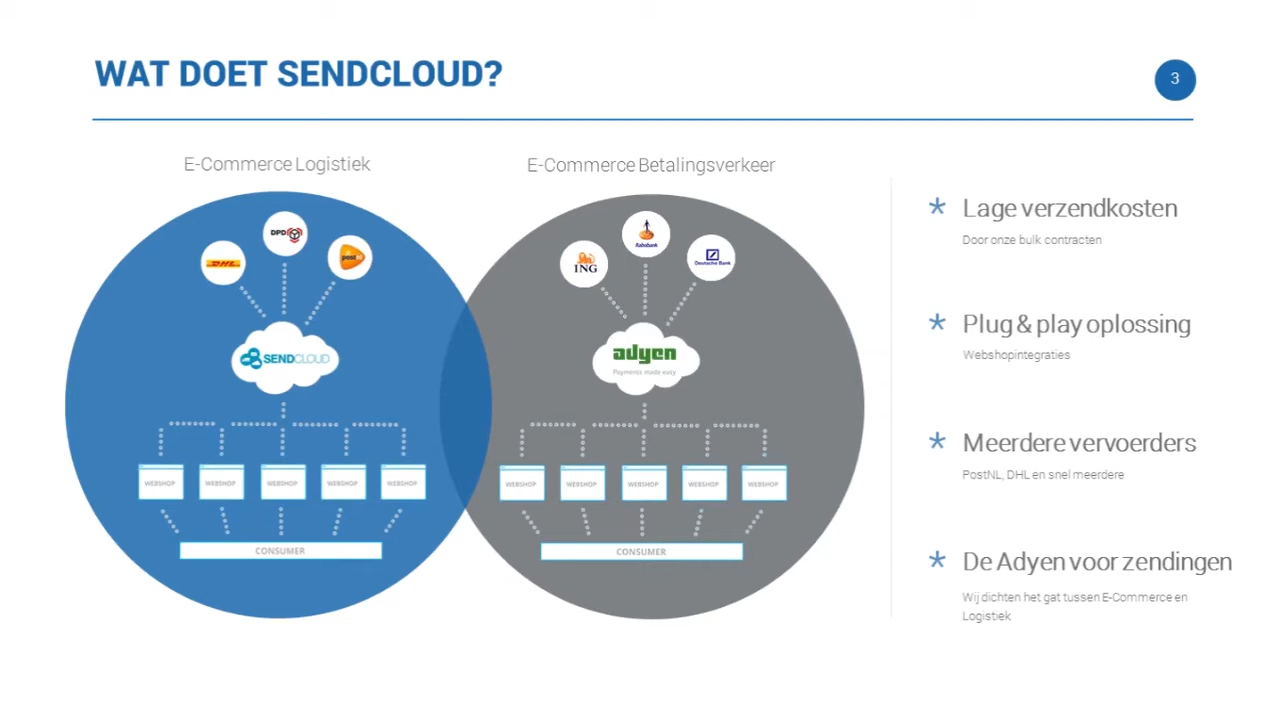 WAT DOET SENDCLOUD?
3
E-Commerce Logistiek
DHL
DPD
postnl
SENDCLOUD
WEBSHOP
WEBSHOP
WEBSHOP
WEBSHOP
WEBSHOP
CONSUMER
E-Commerce Betalingsverkeer
ING
Rabobank
Deutsche Bank
adyen
Payments made easy
WEBSHOP
WEBSHOP
WEBSHOP
WEBSHOP
WEBSHOP
CONSUMER
* Lage verzendkosten
Door onze bulk contracten
* Plug & play oplossing
Webshopintegraties
* Meerdere vervoerders
PostNL, DHL en snel meerdere
* De Adyen voor zendingen
Wij dichten het gat tussen E-Commerce en
Logistiek